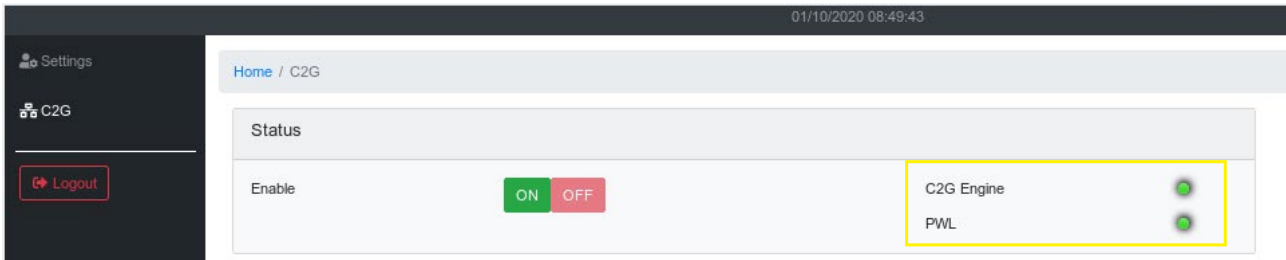 01/10/2020 08:49:43
Settings
C2G
Logout
Home / C2G
Status
Enable ON OFF
C2G Engine
PWL